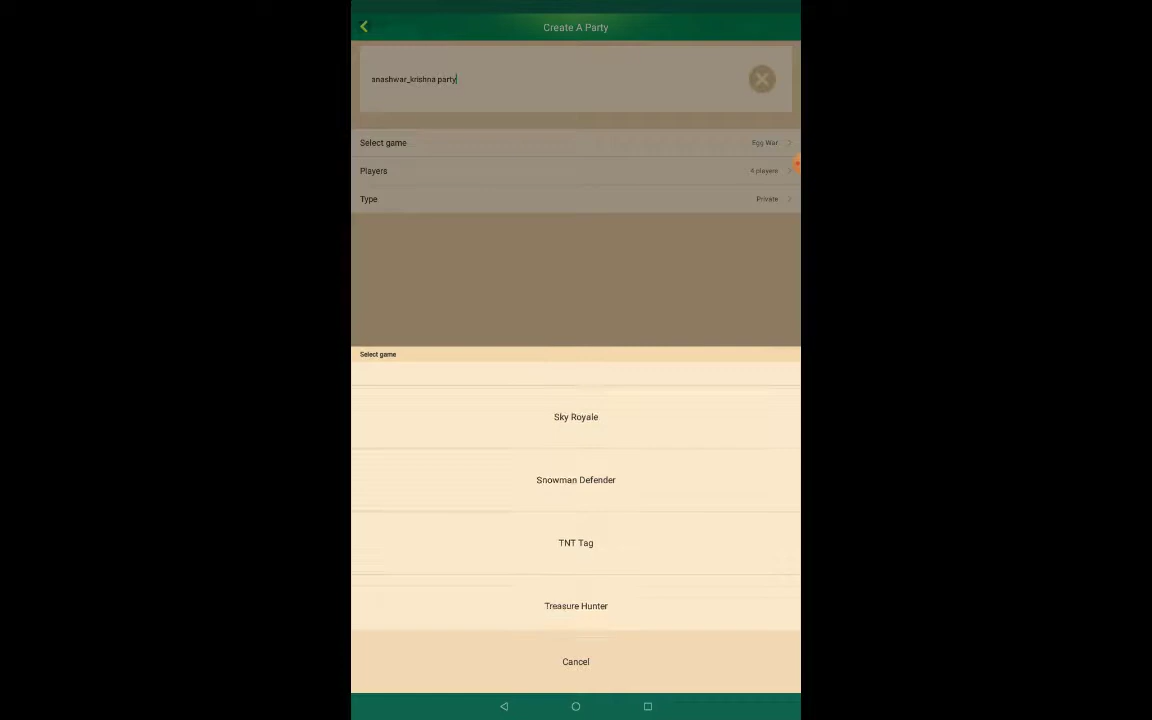 Create A Party
anashwar_krishna party
Select game Egg War
Players 4 players
Type Private
Select game
Sky Royale
Snowman Defender
TNT Tag
Treasure Hunter
Cancel